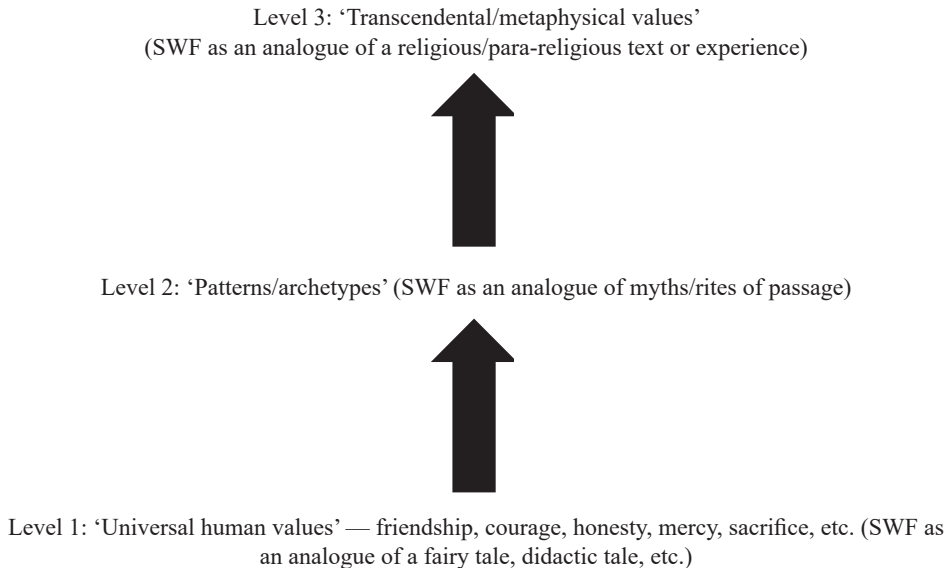 Level 3: ‘Transcendental/metaphysical values’
(SWF as an analogue of a religious/para-religious text or experience)
Level 2: ‘Patterns/archetypes’ (SWF as an analogue of myths/rites of passage)
Level 1: ‘Universal human values’ — friendship, courage, honesty, mercy, sacrifice, etc. (SWF as
an analogue of a fairy tale, didactic tale, etc.)